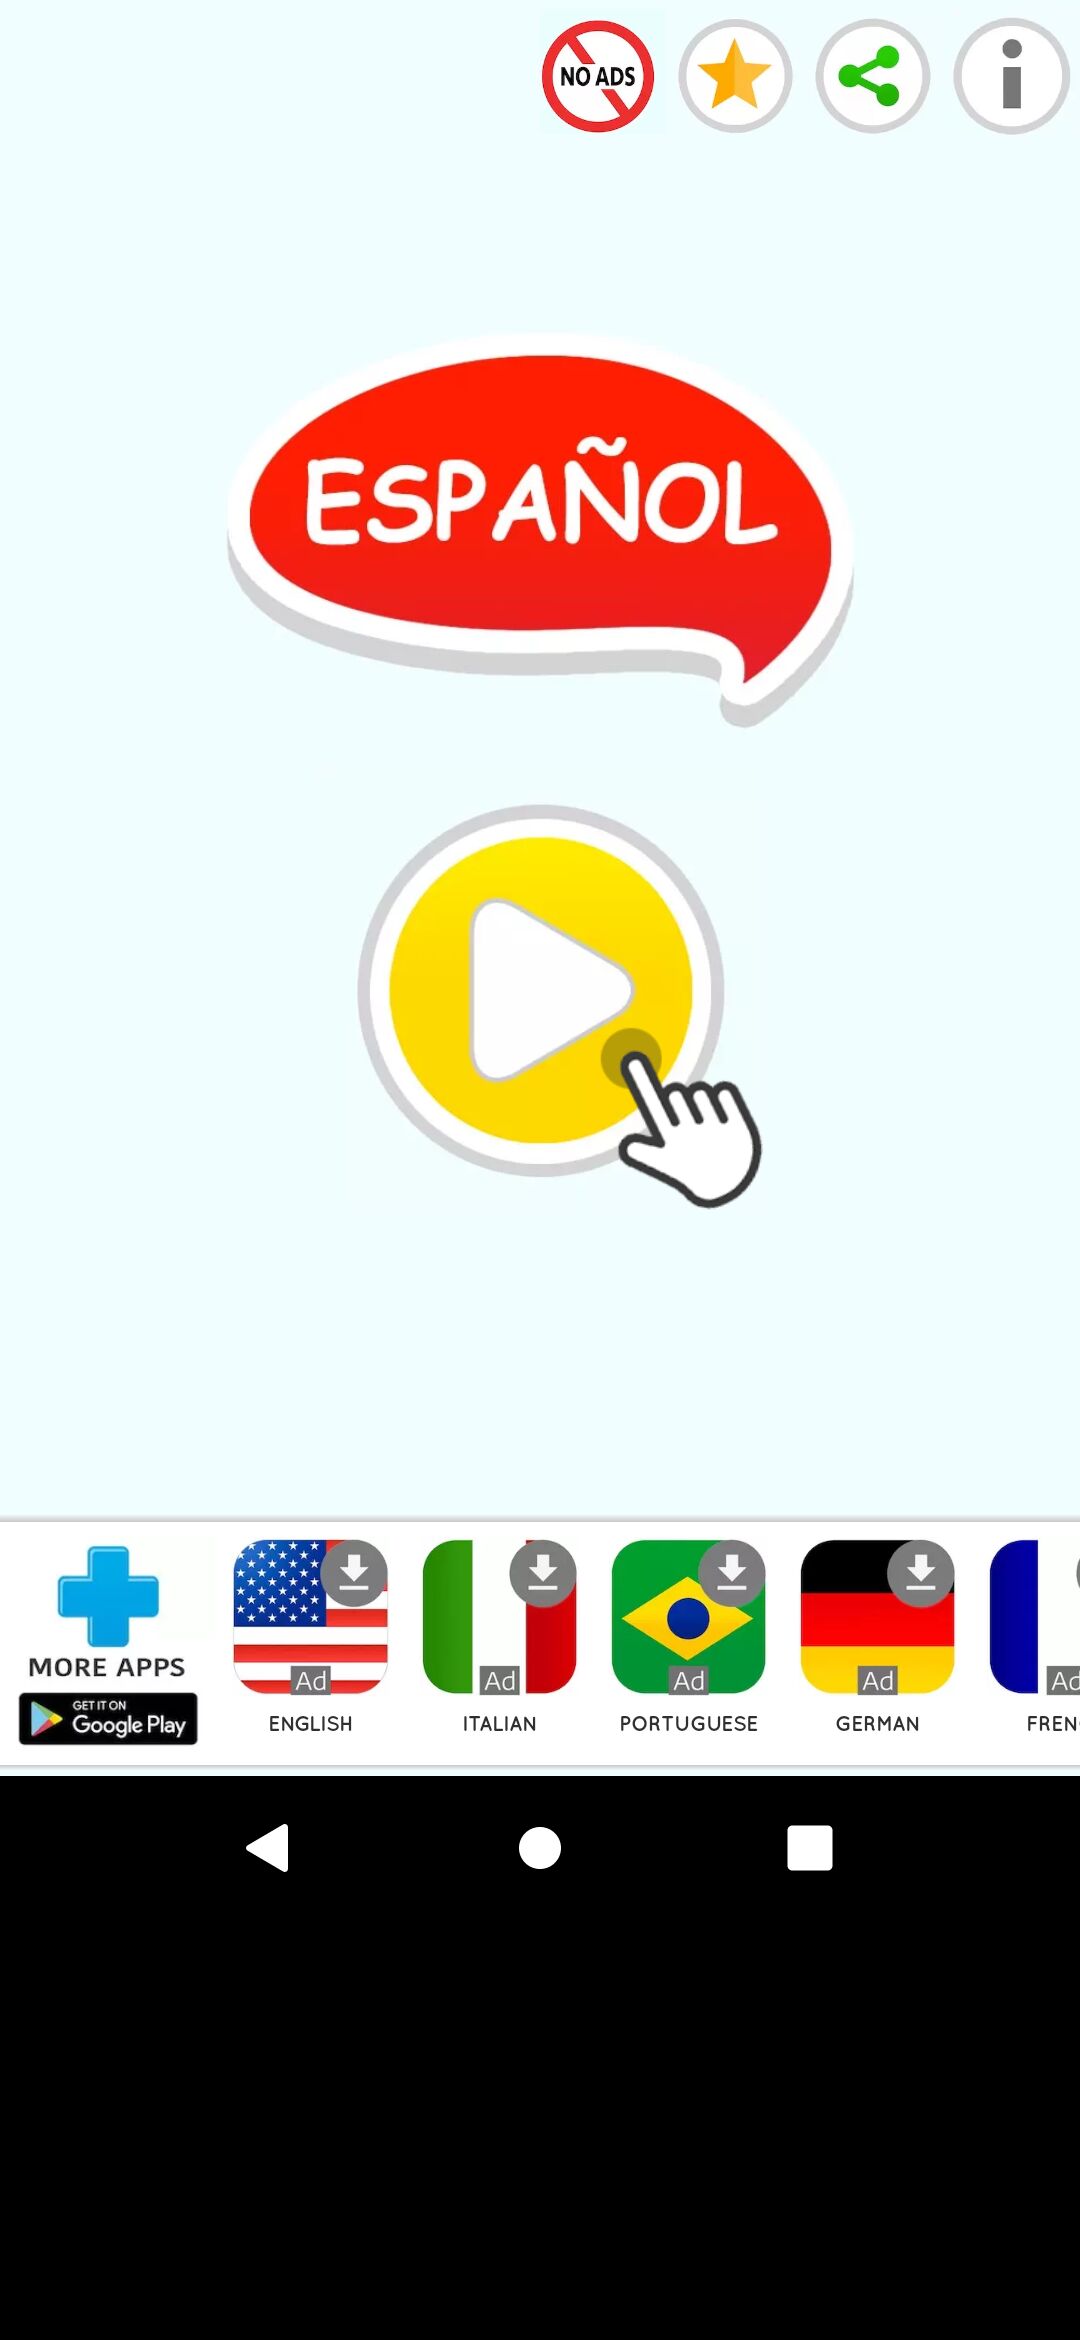 NO ADS
ESPAÑOL
MORE APPS
GET IT ON
Google Play
Ad
ENGLISH
Ad
ITALIAN
Ad
PORTUGUESE
Ad
GERMAN
Ad